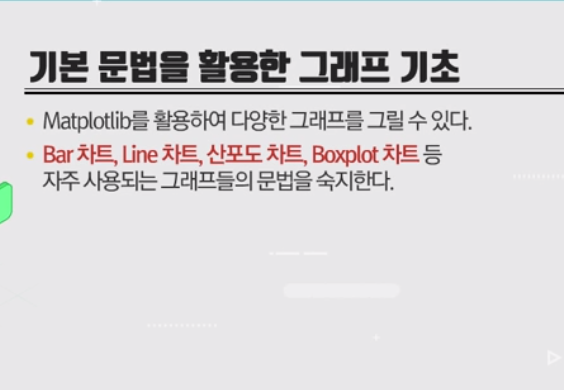 기본 문법을 활용한 그래프 기초
Matplotlib를 활용하여 다양한 그래프를 그릴 수 있다.
Bar 차트, Line 차트, 산포도 차트, Boxplot 차트 등
자주 사용되는 그래프들의 문법을 숙지한다.